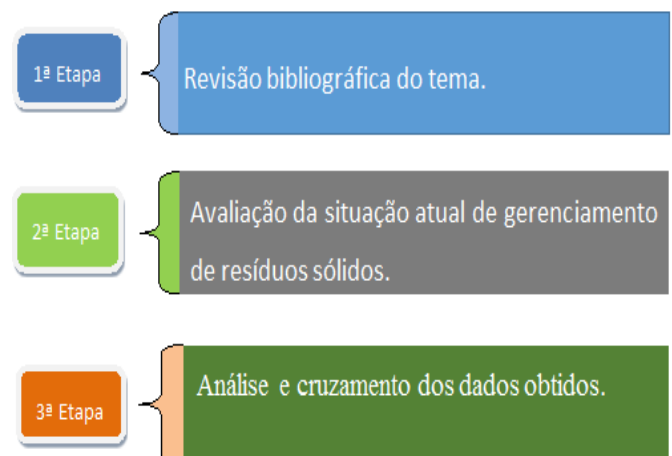 1ª Etapa
Revisão bibliográfica do tema.
2ª Etapa
Avaliação da situação atual de gerenciamento
de resíduos sólidos.
3ª Etapa
Análise e cruzamento dos dados obtidos.